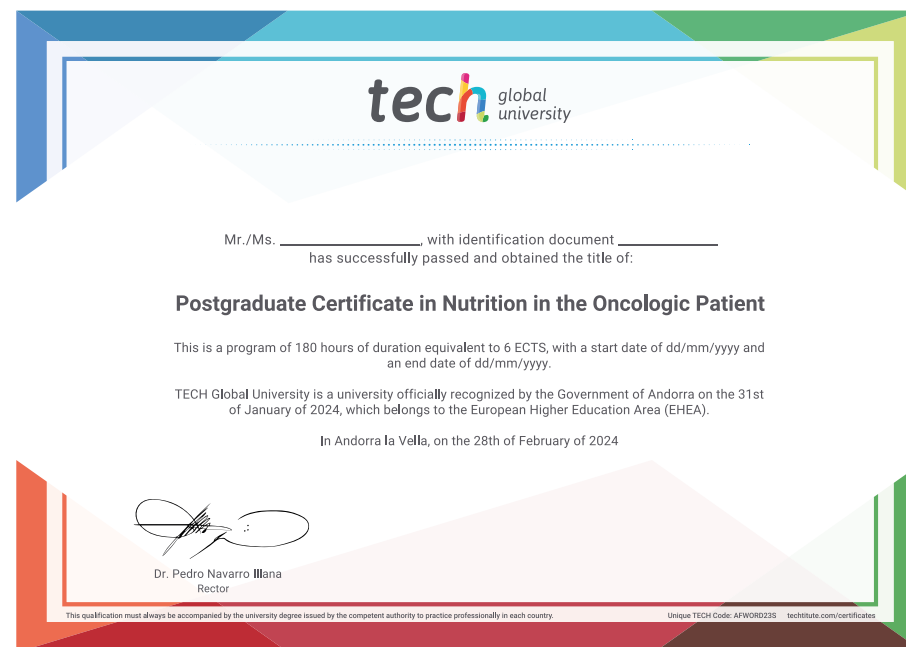 tech global university
Mr./Ms. ____________, with identification document ____________
has successfully passed and obtained the title of:
Postgraduate Certificate in Nutrition in the Oncologic Patient
This is a program of 180 hours of duration equivalent to 6 ECTS, with a start date of dd/mm/yyyy and
an end date of dd/mm/yyyy.
TECH Global University is a university officially recognized by the Government of Andorra on the 31st
of January of 2024, which belongs to the European Higher Education Area (EHEA).
In Andorra la Vella, on the 28th of February of 2024
Dr. Pedro Navarro Illana
Rector
This qualification must always be accompanied by the university degree issued by the competent authority to practice professionally in each country.
Unique TECH Code: AFWORD23S techtitute.com/certificates